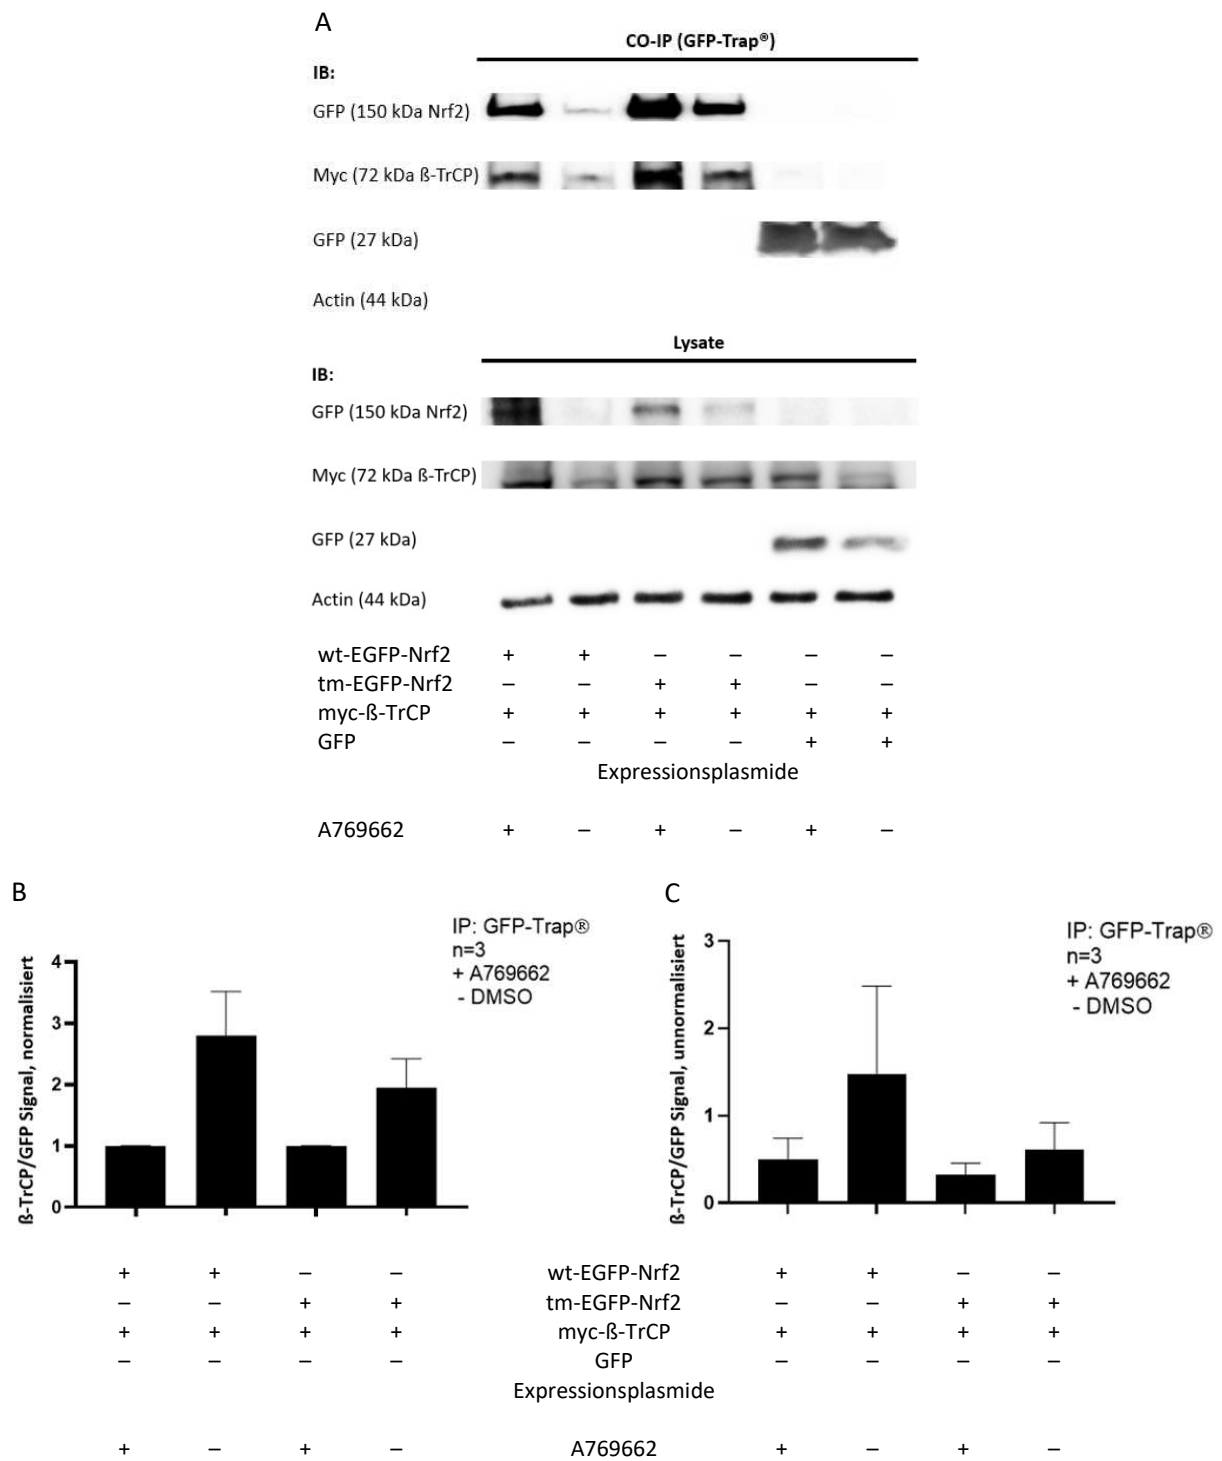 A
CO-IP (GFP-Trap®)
IB:
GFP (150 kDa Nrf2)
Myc (72 kDa ß-TrCP)
GFP (27 kDa)
Actin (44 kDa)
Lysate
IB:
GFP (150 kDa Nrf2)
Myc (72 kDa ß-TrCP)
GFP (27 kDa)
Actin (44 kDa)
wt-EGFP-Nrf2 + + – – – –
tm-EGFP-Nrf2 – – + + – –
myc-ß-TrCP + + + + + +
GFP – – – – + +
Expressionsplasmide
A769662 + – + – + –
B
IP: GFP-Trap®
n=3
+ A769662
- DMSO
ß-TrCP/GFP Signal, normalisiert
4
3
2
1
0
C
IP: GFP-Trap®
n=3
+ A769662
- DMSO
ß-TrCP/GFP Signal, unnormalisiert
3
2
1
0
+ + – – wt-EGFP-Nrf2 + + – –
– – + + tm-EGFP-Nrf2 – – + +
+ + + + myc-ß-TrCP + + + +
– – – – GFP – – – –
Expressionsplasmide
+ – + – A769662 + – + –